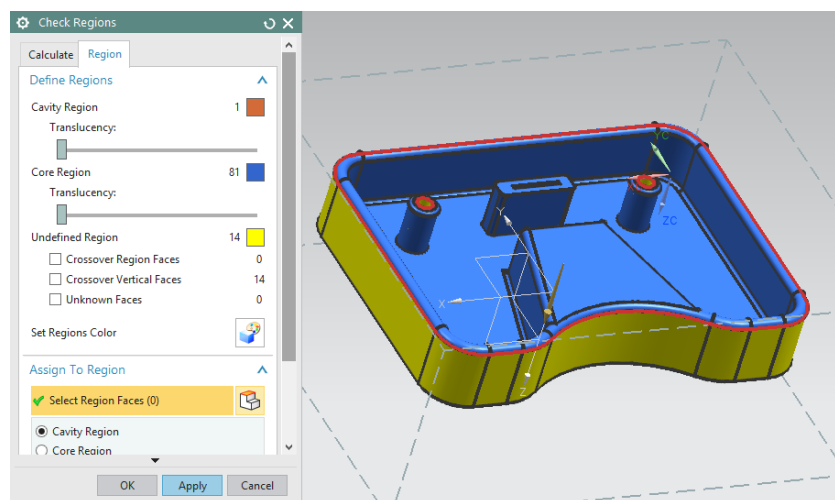 Check Regions
Calculate
Region
Define Regions
Cavity Region 1
Translucency:
Core Region 81
Translucency:
Undefined Region 14
Crossover Region Faces 0
Crossover Vertical Faces 14
Unknown Faces 0
Set Regions Color
Assign To Region
Select Region Faces (0)
Cavity Region
Core Region
OK
Apply
Cancel
YC
ZC
Y
X
Z